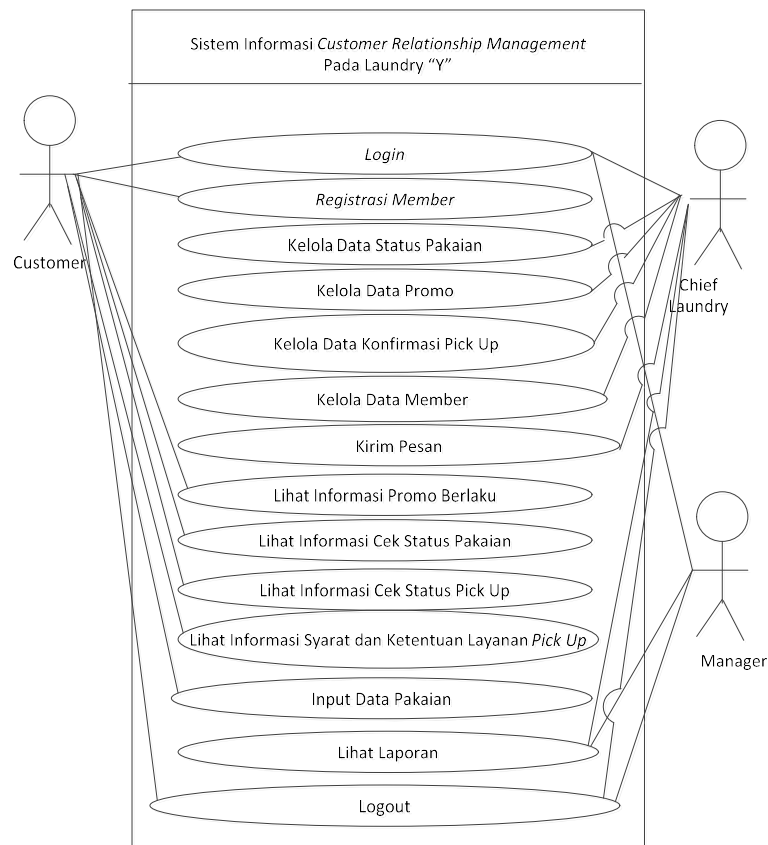 Sistem Informasi Customer Relationship Management
Pada Laundry “Y”
Login
Registrasi Member
Kelola Data Status Pakaian
Customer
Kelola Data Promo
Chief
Laundry
Kelola Data Konfirmasi Pick Up
Kelola Data Member
Kirim Pesan
Lihat Informasi Promo Berlaku
Lihat Informasi Cek Status Pakaian
Lihat Informasi Cek Status Pick Up
Lihat Informasi Syarat dan Ketentuan Layanan Pick Up
Manager
Input Data Pakaian
Lihat Laporan
Logout